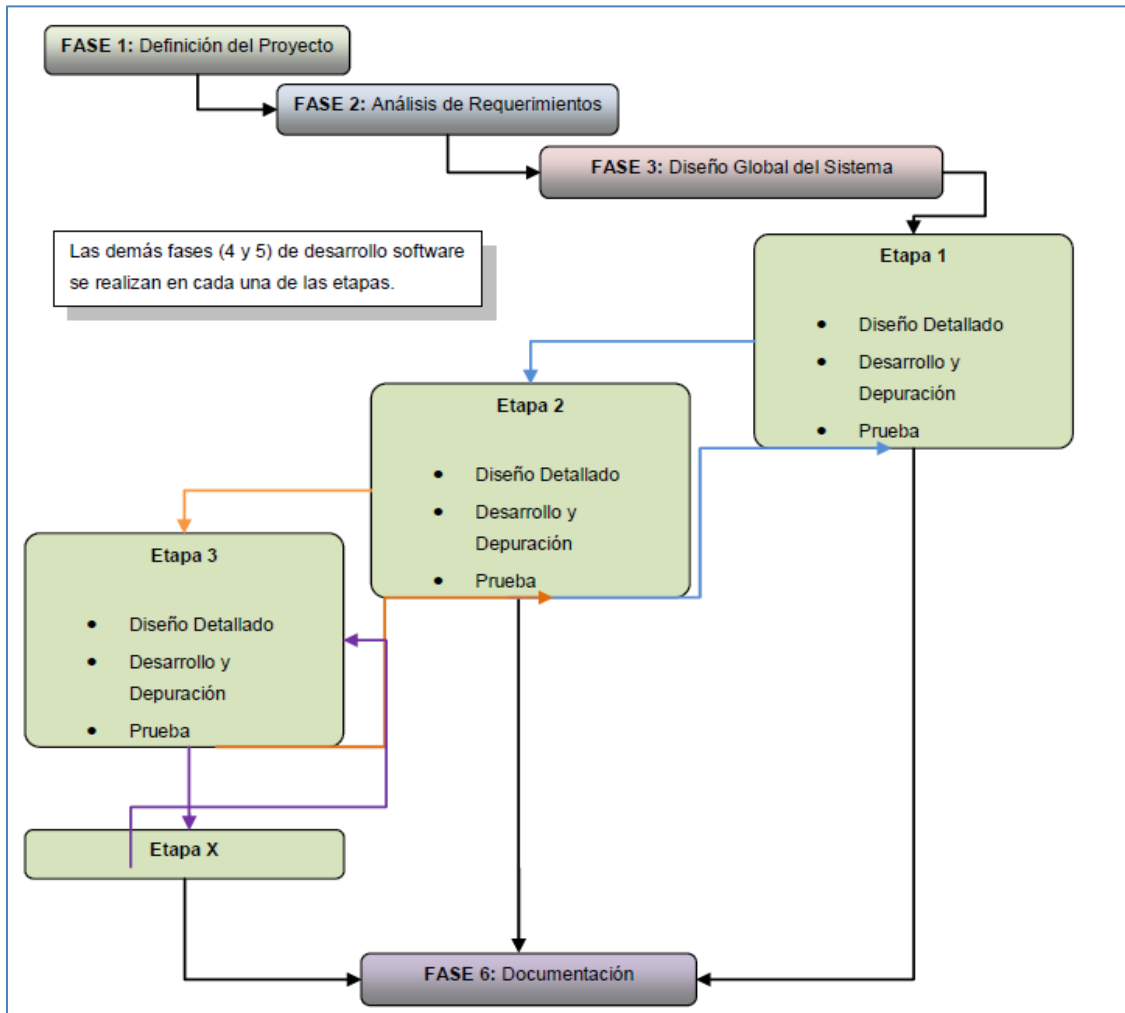 FASE 1: Definición del Proyecto
FASE 2: Análisis de Requerimientos
FASE 3: Diseño Global del Sistema
Las demás fases (4 y 5) de desarrollo software
se realizan en cada una de las etapas.
Etapa 1
• Diseño Detallado
• Desarrollo y
Depuración
• Prueba
Etapa 2
• Diseño Detallado
• Desarrollo y
Depuración
• Prueba
Etapa 3
• Diseño Detallado
• Desarrollo y
Depuración
• Prueba
Etapa X
FASE 6: Documentación